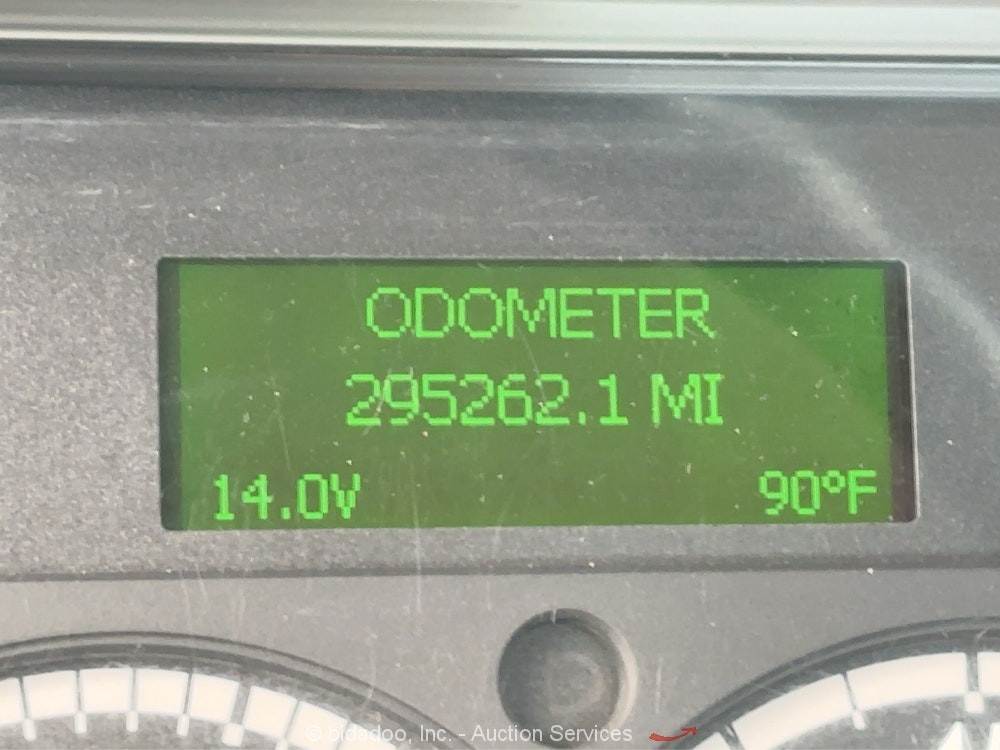 ODOMETER
295262.1 MI
14.0V 90°F
© bidadoo, Inc. - Auction Services